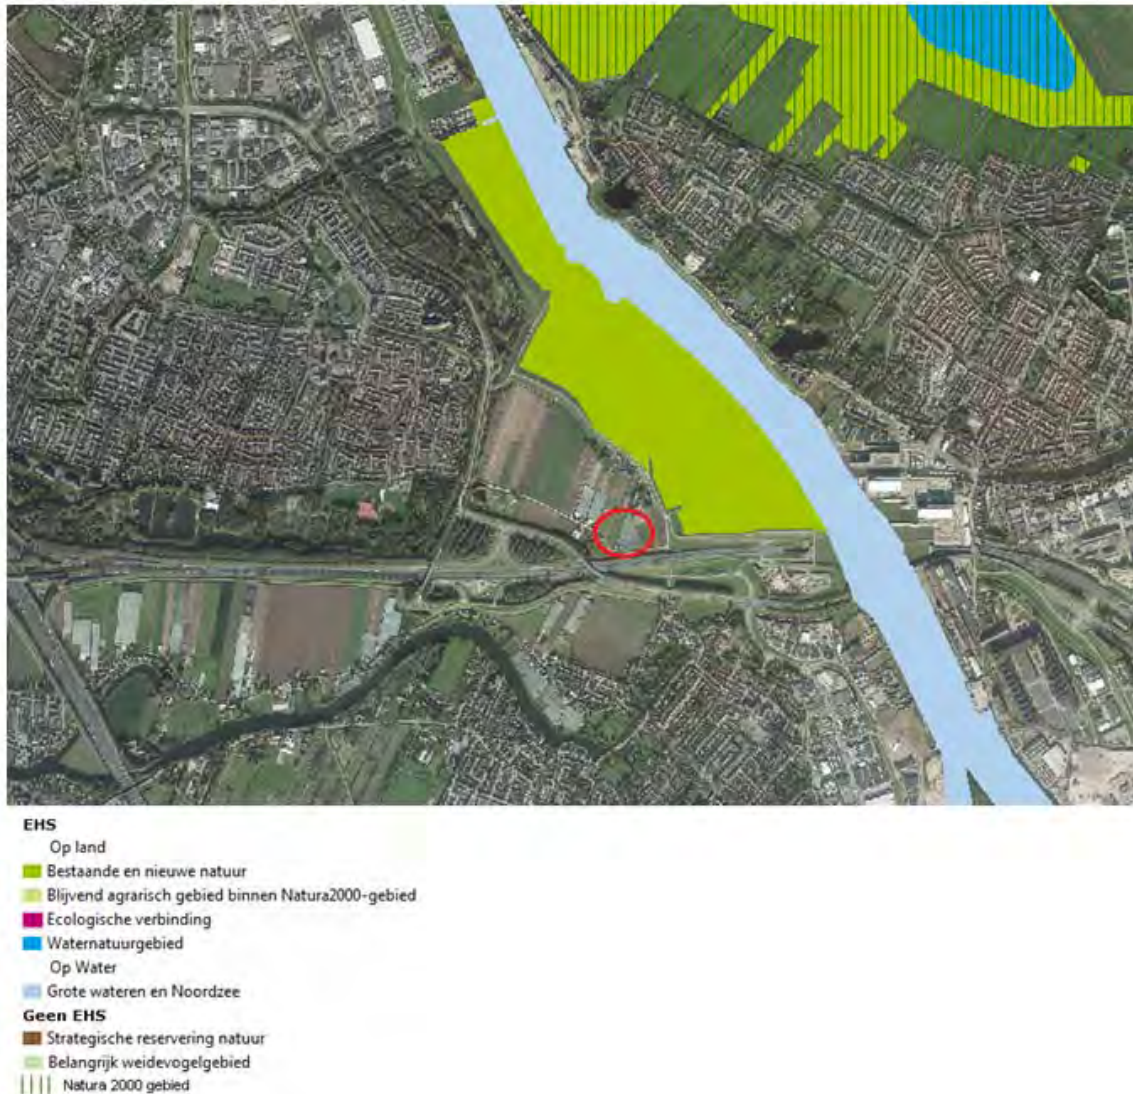 EHS
Op land
Bestaande en nieuwe natuur
Blijvend agrarisch gebied binnen Natura2000-gebied
Ecologische verbinding
Waternatuurgebied
Op Water
Grote wateren en Noordzee
Geen EHS
Strategische reservering natuur
Belangrijk weidevogelgebied
Natura 2000 gebied